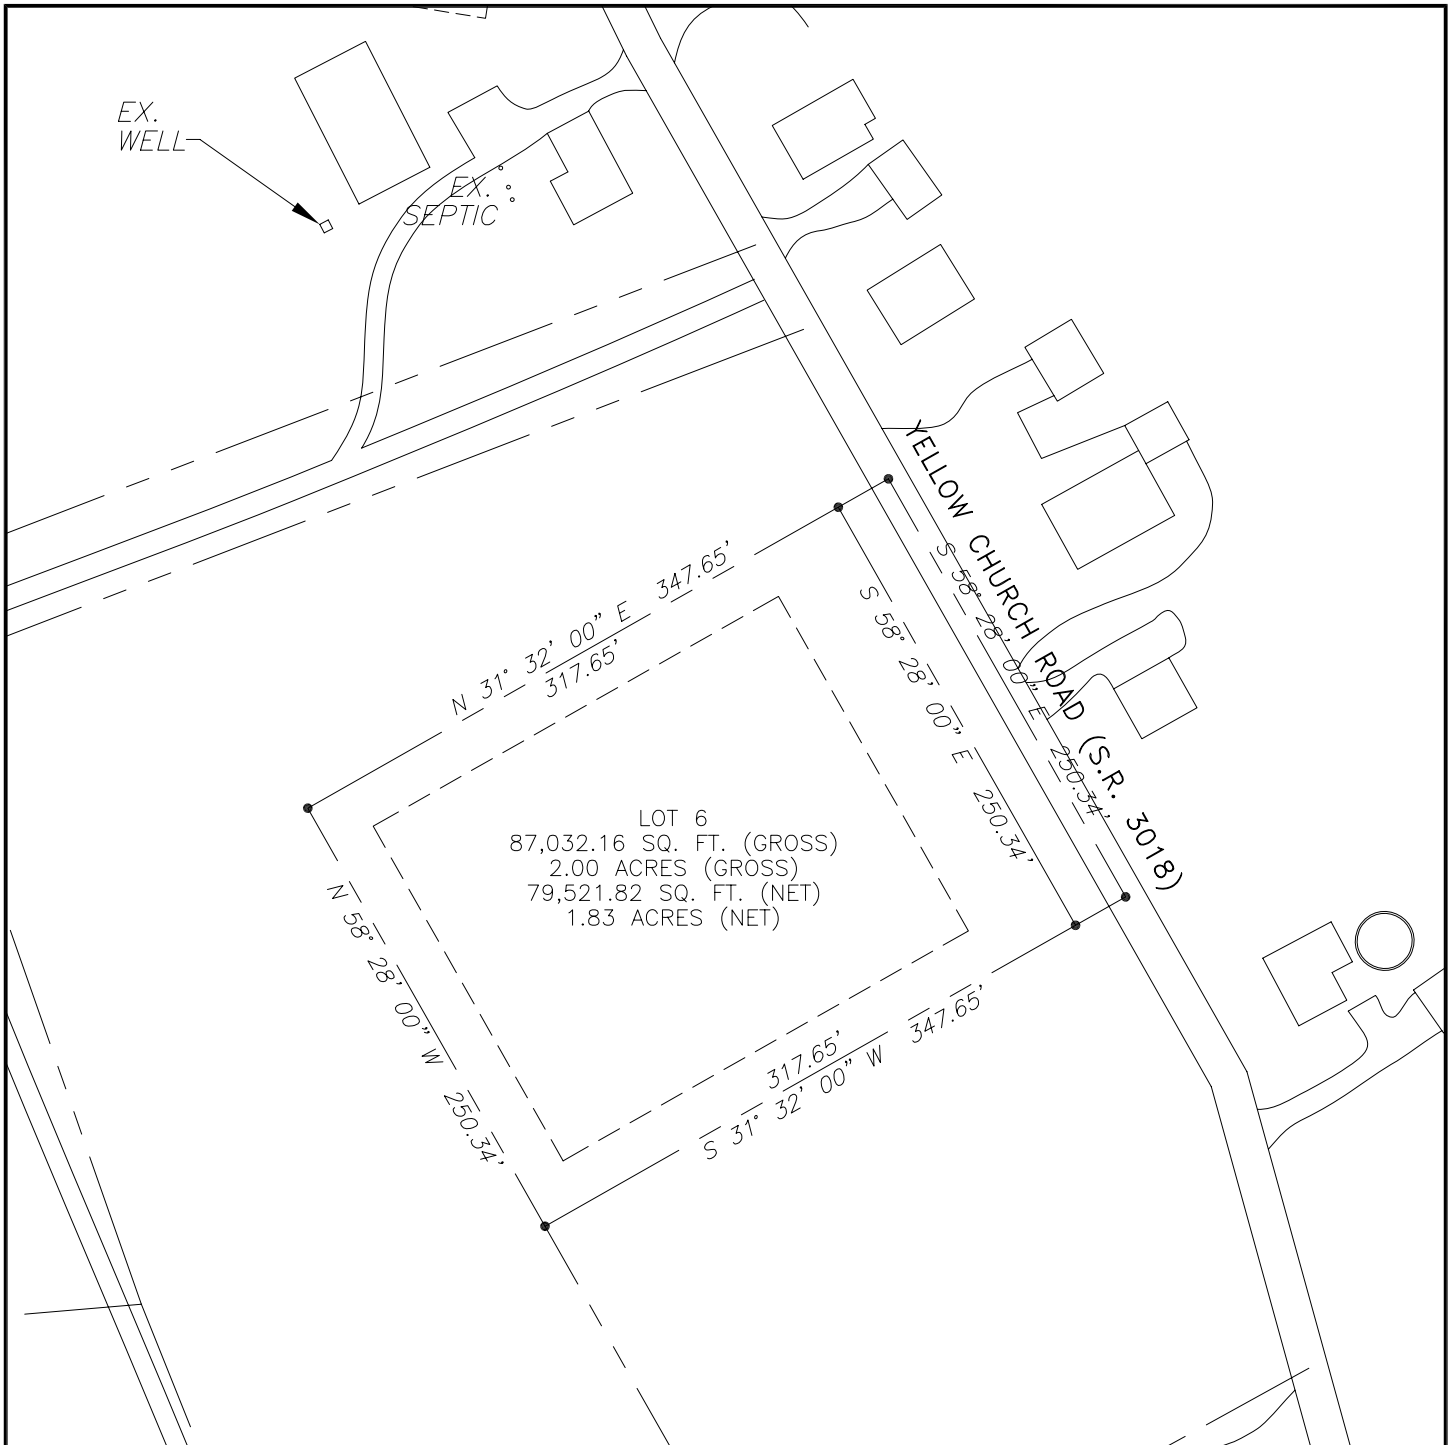 EX.
WELL
EX.
SEPTIC
YELLOW CHURCH ROAD (S.R. 3018)
N 31° 32' 00" E 347.65'
317.65'
S 58° 28' 00" E 250.34'
S 58° 28' 00" E 250.34'
LOT 6
87,032.16 SQ. FT. (GROSS)
2.00 ACRES (GROSS)
79,521.82 SQ. FT. (NET)
1.83 ACRES (NET)
N 58° 28' 00" W 250.34'
317.65'
S 31° 32' 00" W 347.65'